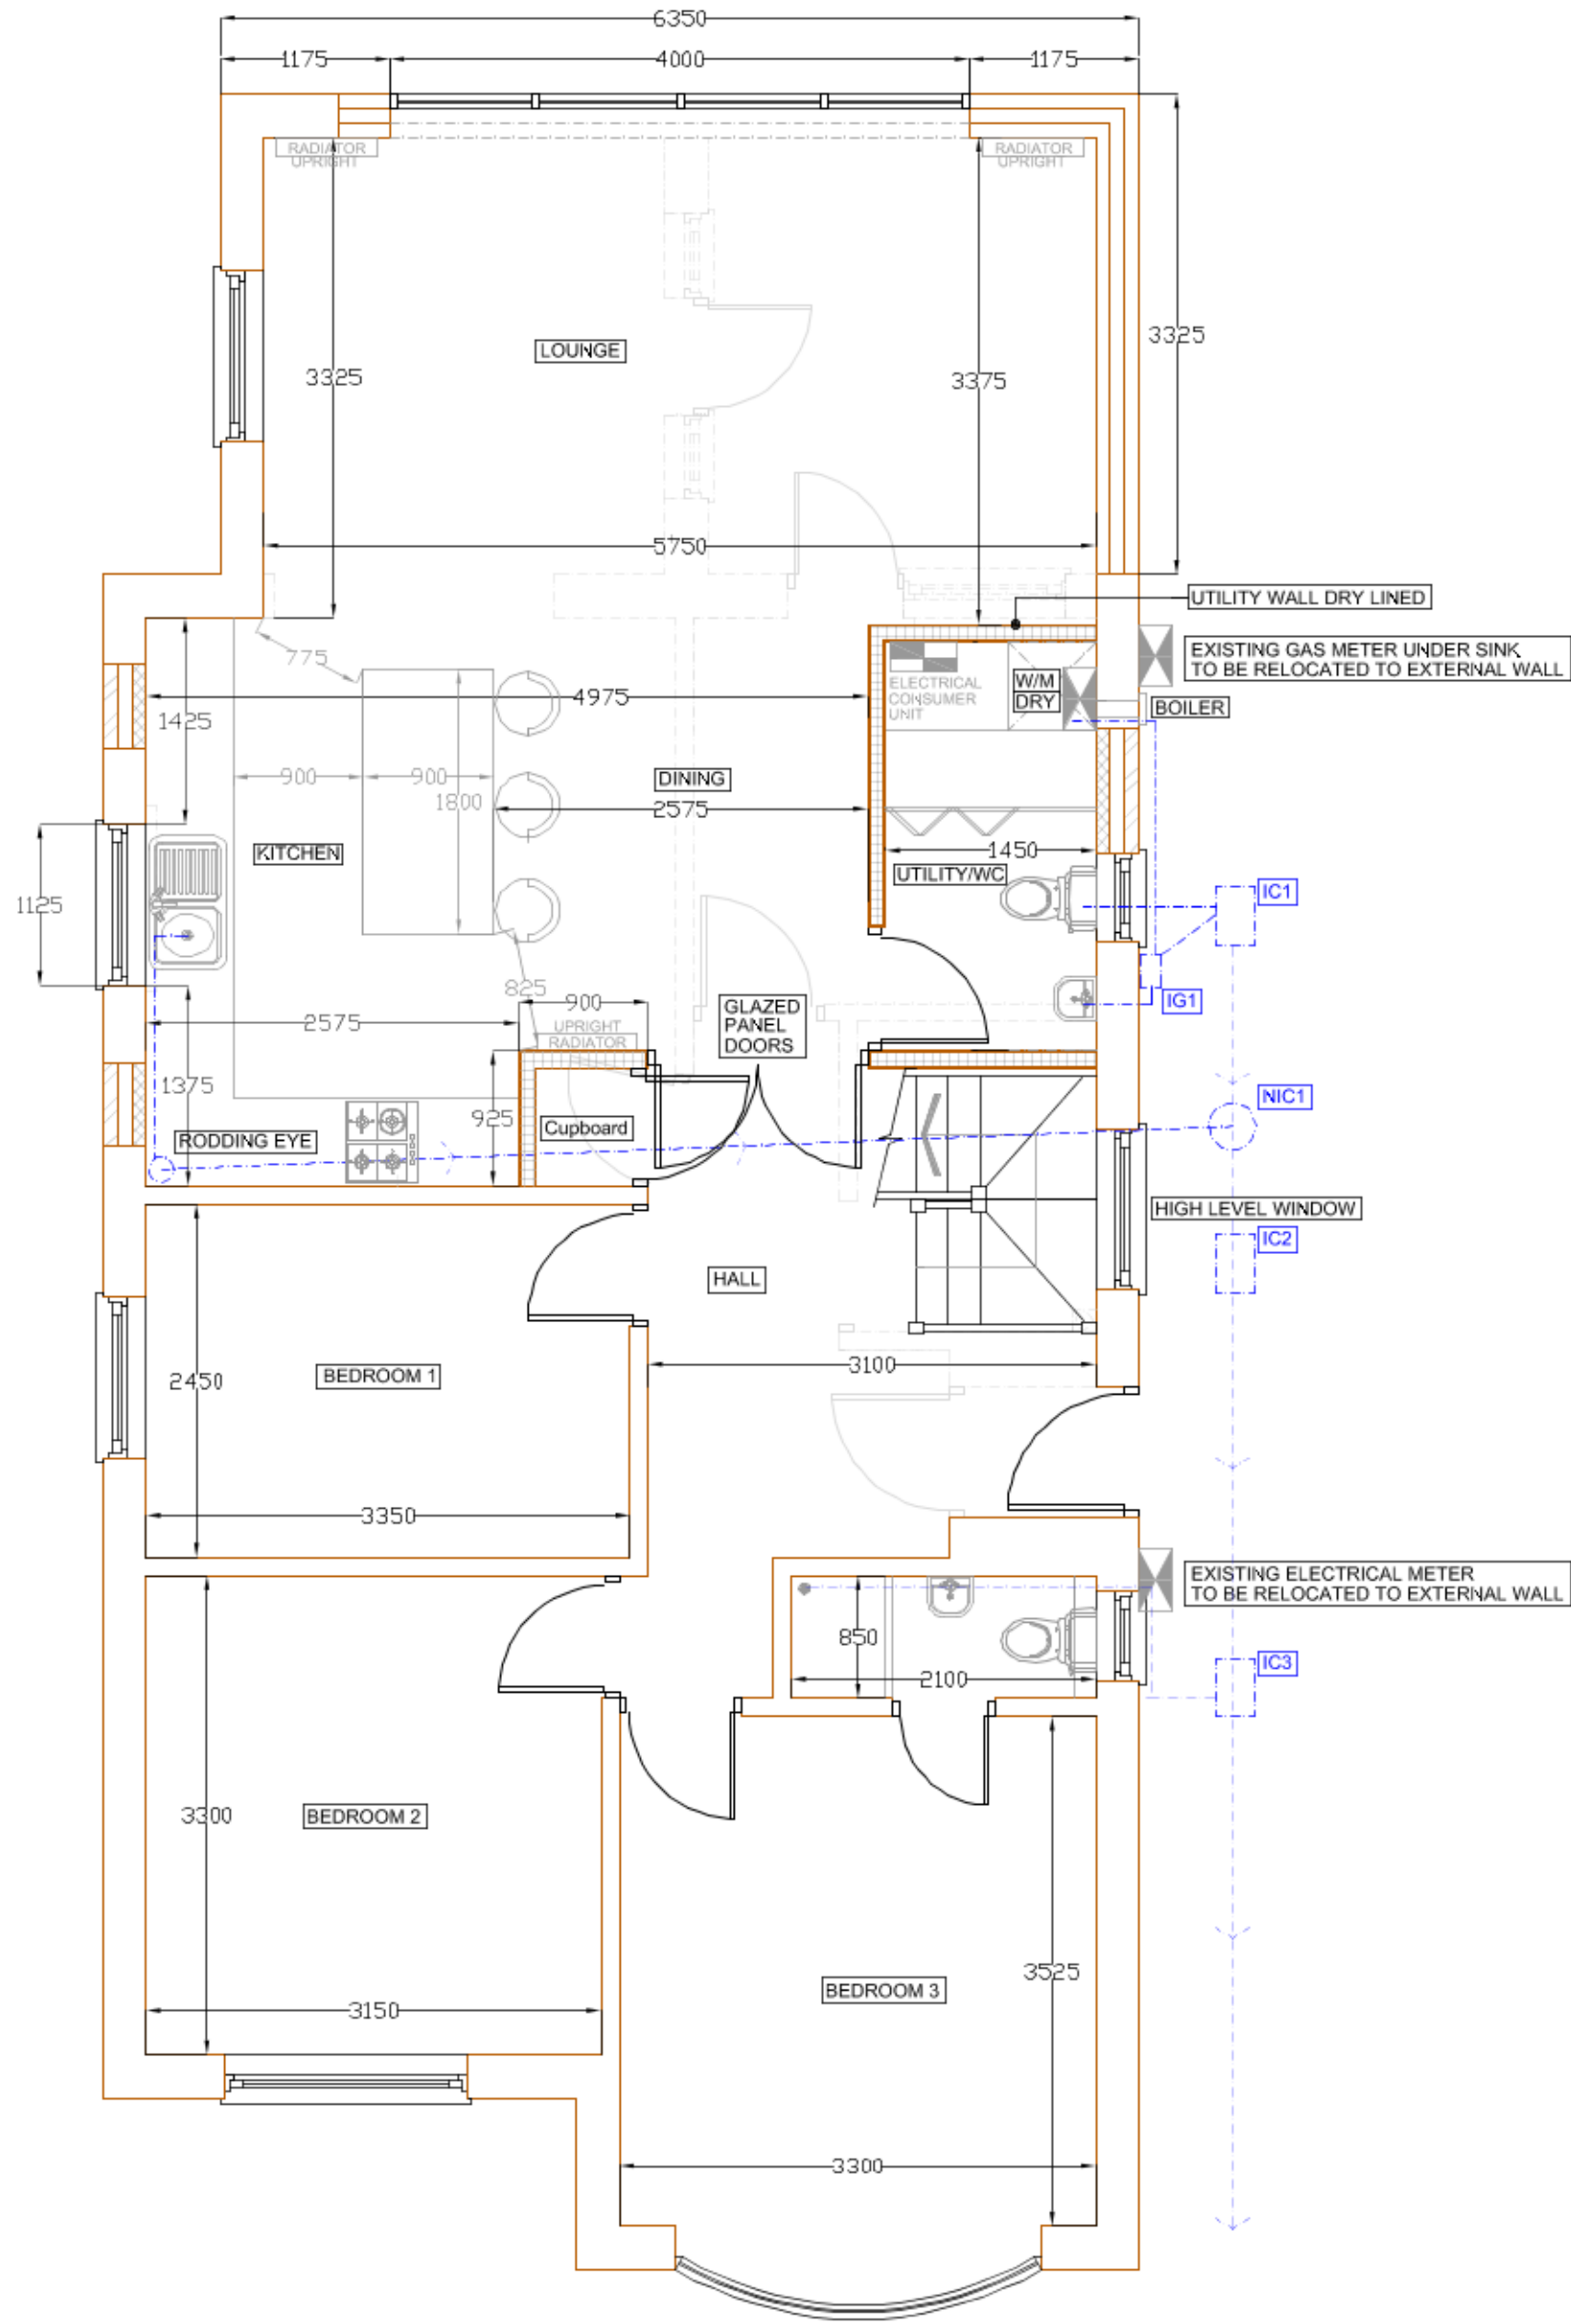 6350
1175
4000
1175
RADIATOR
UPRIGHT
RADIATOR
UPRIGHT
LOUNGE
3325
3375
3325
5750
UTILITY WALL DRY LINED
EXISTING GAS METER UNDER SINK
TO BE RELOCATED TO EXTERNAL WALL
775
4975
ELECTRICAL
CONSUMER
UNIT
W/M
DRY
BOILER
1425
900
900
1800
DINING
2575
KITCHEN
1450
UTILITY/WC
1125
IC1
825
900
GLAZED
PANEL
DOORS
IG1
2575
UPRIGHT
RADIATOR
1375
925
Cupboard
NIC1
RODDING EYE
HIGH LEVEL WINDOW
IC2
HALL
2450
BEDROOM 1
3100
3350
EXISTING ELECTRICAL METER
TO BE RELOCATED TO EXTERNAL WALL
850
2100
IC3
3300
BEDROOM 2
3525
BEDROOM 3
3150
3300